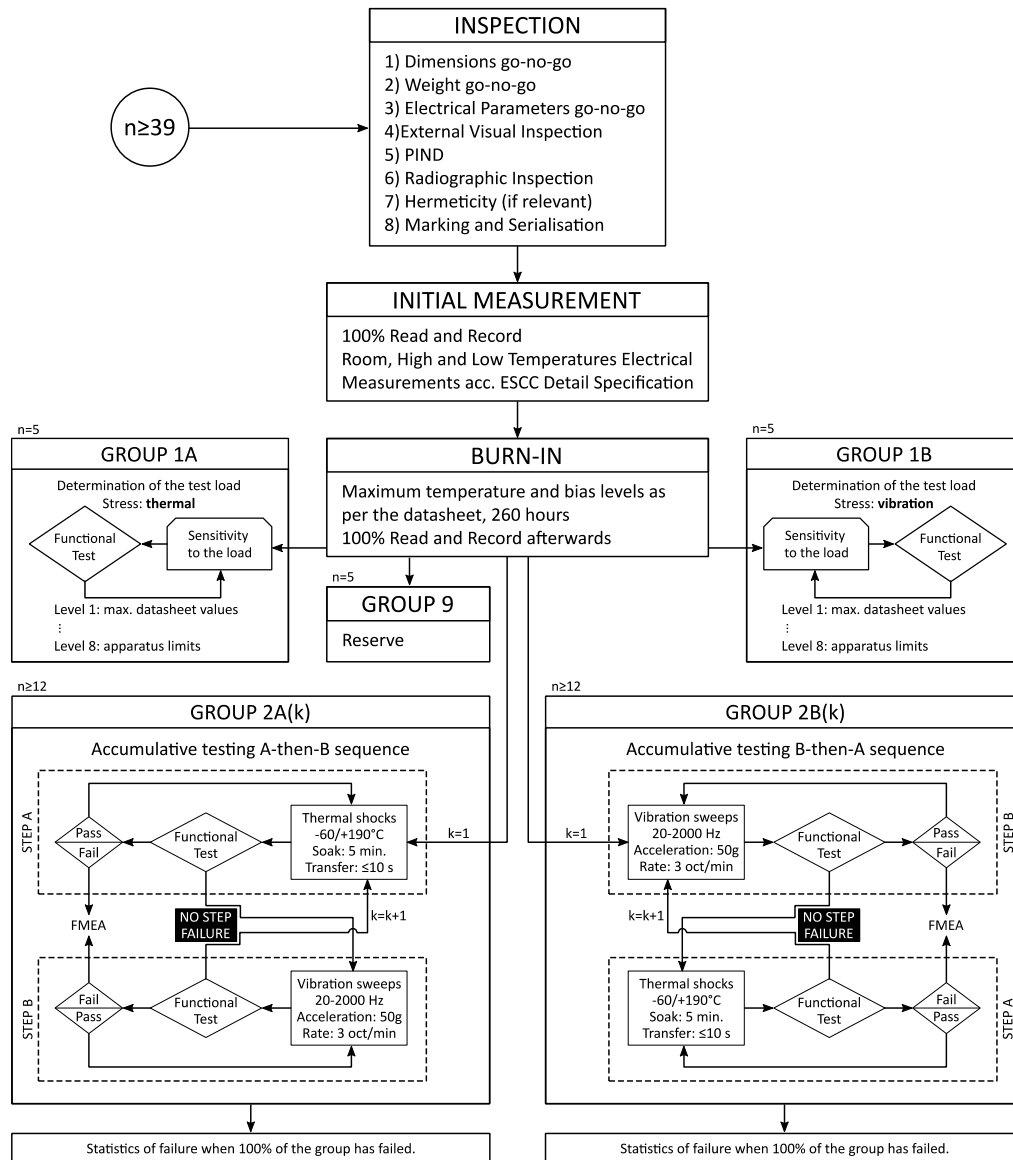 INSPECTION
1) Dimensions go-no-go
2) Weight go-no-go
3) Electrical Parameters go-no-go
4)External Visual Inspection
5) PIND
6) Radiographic Inspection
7) Hermeticity (if relevant)
8) Marking and Serialisation
n≥39
INITIAL MEASUREMENT
100% Read and Record
Room, High and Low Temperatures Electrical
Measurements acc. ESCC Detail Specification
n=5
GROUP 1A
Determination of the test load
Stress: thermal
Functional
Test
Sensitivity
to the load
Level 1: max. datasheet values
⋮
Level 8: apparatus limits
BURN-IN
Maximum temperature and bias levels as
per the datasheet, 260 hours
100% Read and Record afterwards
n=5
GROUP 9
Reserve
n=5
GROUP 1B
Determination of the test load
Stress: vibration
Sensitivity
to the load
Functional
Test
Level 1: max. datasheet values
⋮
Level 8: apparatus limits
n≥12
GROUP 2A(k)
Accumulative testing A-then-B sequence
STEP A
Pass
Fail
Functional
Test
Thermal shocks
-60/+190°C
Soak: 5 min.
Transfer: ≤10 s
k=1
FMEA
NO STEP
FAILURE
k=k+1
STEP B
Fail
Pass
Functional
Test
Vibration sweeps
20-2000 Hz
Acceleration: 50g
Rate: 3 oct/min
Statistics of failure when 100% of the group has failed.
n≥12
GROUP 2B(k)
Accumulative testing B-then-A sequence
k=1
Vibration sweeps
20-2000 Hz
Acceleration: 50g
Rate: 3 oct/min
Functional
Test
Pass
Fail
STEP B
k=k+1
NO STEP
FAILURE
FMEA
Thermal shocks
-60/+190°C
Soak: 5 min.
Transfer: ≤10 s
Functional
Test
Fail
Pass
STEP A
Statistics of failure when 100% of the group has failed.